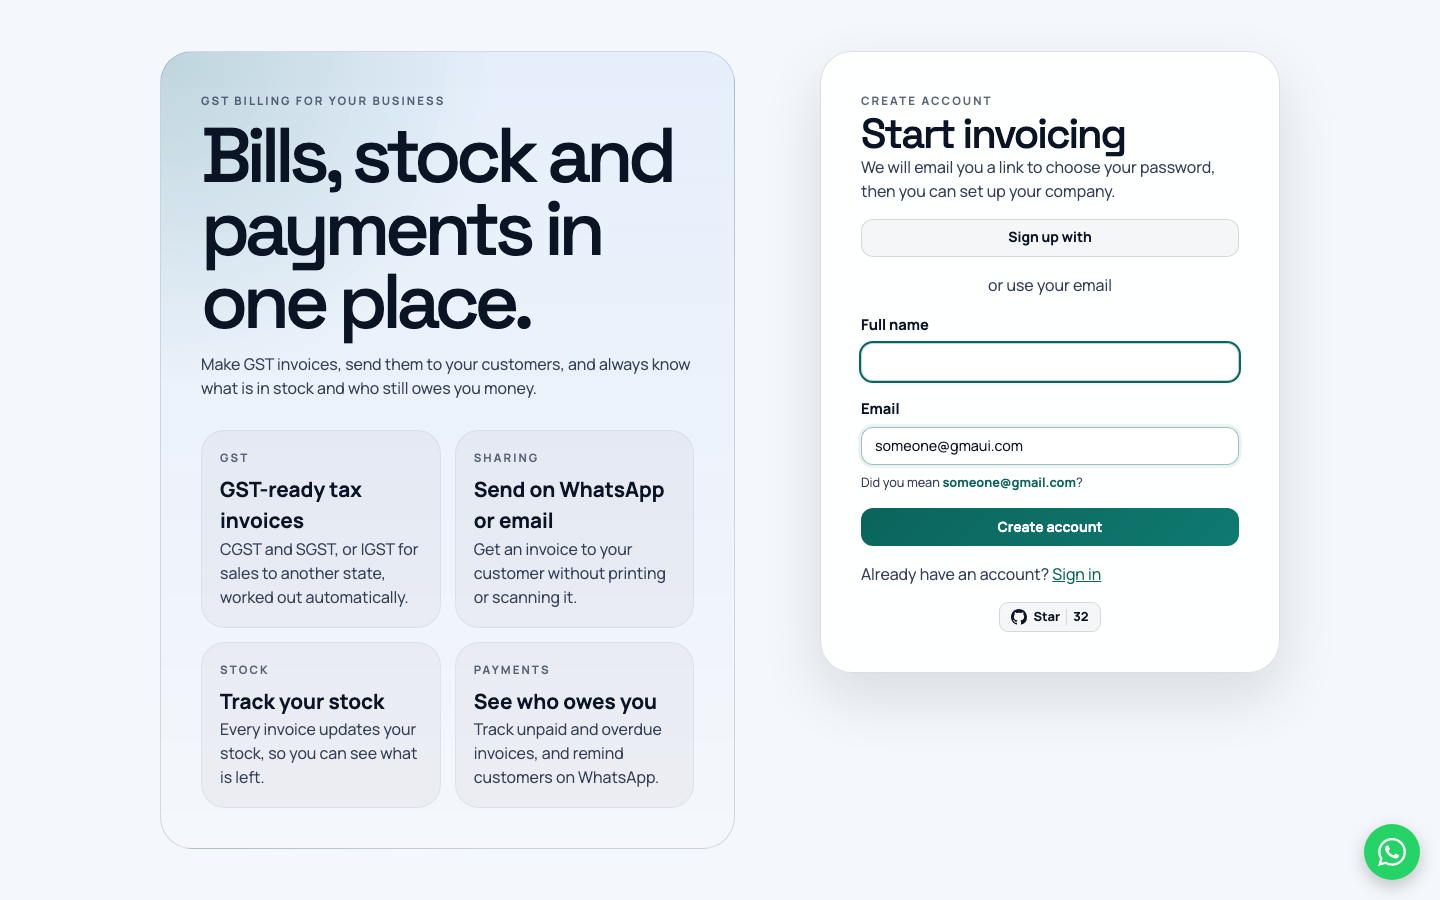 GST BILLING FOR YOUR BUSINESS
Bills, stock and
payments in
one place.
Make GST invoices, send them to your customers, and always know
what is in stock and who still owes you money.
GST
GST-ready tax
invoices
CGST and SGST, or IGST for
sales to another state,
worked out automatically.
SHARING
Send on WhatsApp
or email
Get an invoice to your
customer without printing
or scanning it.
STOCK
Track your stock
Every invoice updates your
stock, so you can see what
is left.
PAYMENTS
See who owes you
Track unpaid and overdue
invoices, and remind
customers on WhatsApp.
CREATE ACCOUNT
Start invoicing
We will email you a link to choose your password,
then you can set up your company.
Sign up with
or use your email
Full name
Email
someone@gmaui.com
Did you mean someone@gmail.com?
Create account
Already have an account? Sign in
Star 32